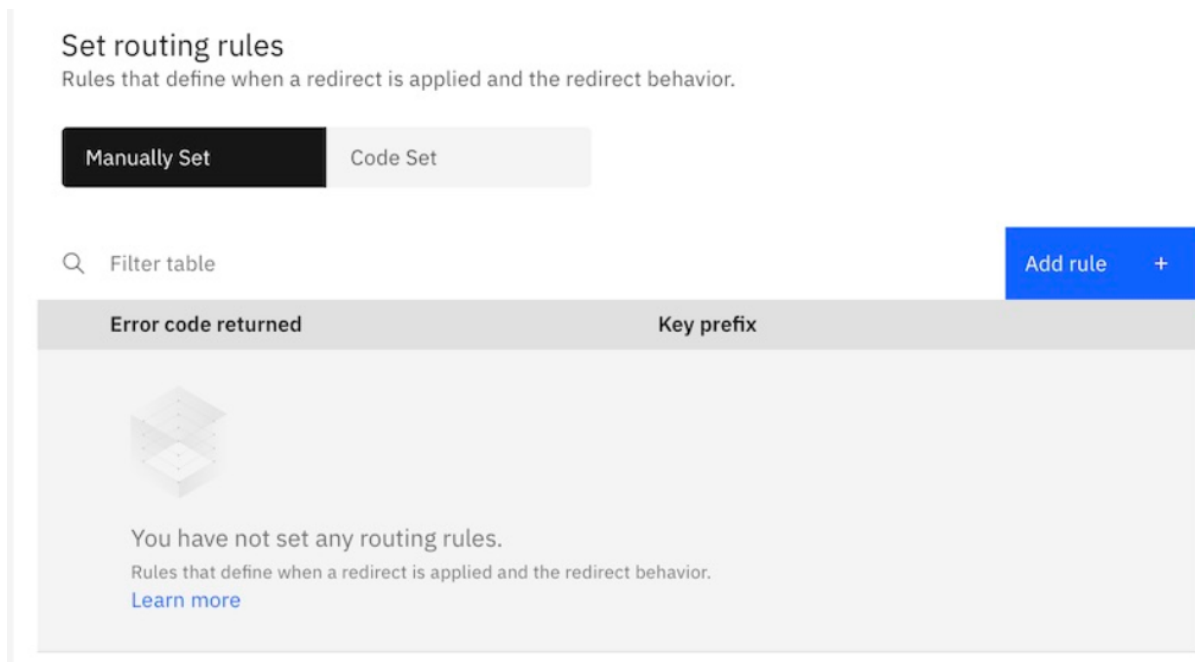 Set routing rules
Rules that define when a redirect is applied and the redirect behavior.
Manually Set
Code Set
Filter table
Add rule +
Error code returned
Key prefix
You have not set any routing rules.
Rules that define when a redirect is applied and the redirect behavior.
Learn more